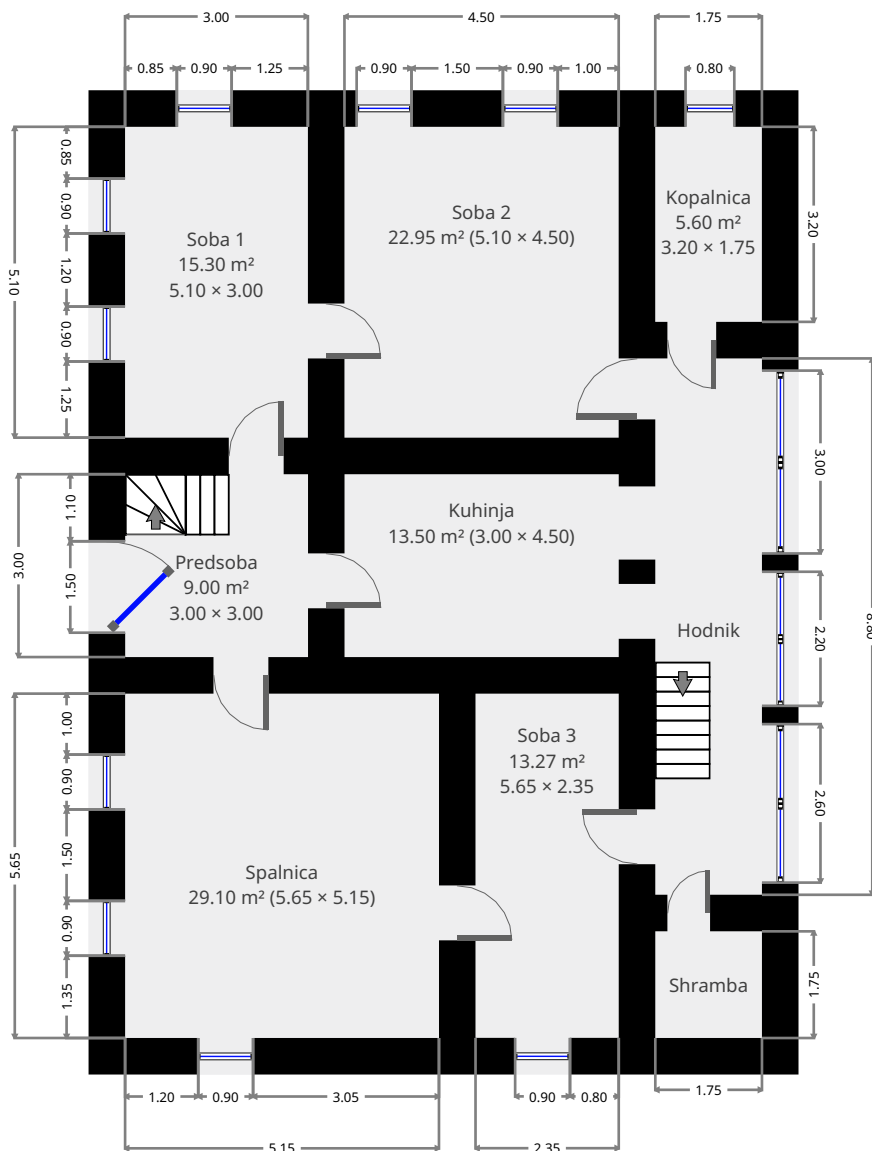 3.00
4.50
1.75
0.85
0.90
1.25
0.90
1.50
0.90
1.00
0.80
0.85
0.90
1.20
0.90
1.25
5.10
Soba 1
15.30 m²
5.10 × 3.00
Soba 2
22.95 m² (5.10 × 4.50)
Kopalnica
5.60 m²
3.20 × 1.75
3.20
3.00
1.10
1.50
Predsoba
9.00 m²
3.00 × 3.00
Kuhinja
13.50 m² (3.00 × 4.50)
Hodnik
3.00
2.20
2.60
8.80
5.65
1.00
0.90
1.50
0.90
1.35
Spalnica
29.10 m² (5.65 × 5.15)
Soba 3
13.27 m²
5.65 × 2.35
Shramba
1.75
1.20
0.90
3.05
0.90
0.80
1.75
5.15
2.35